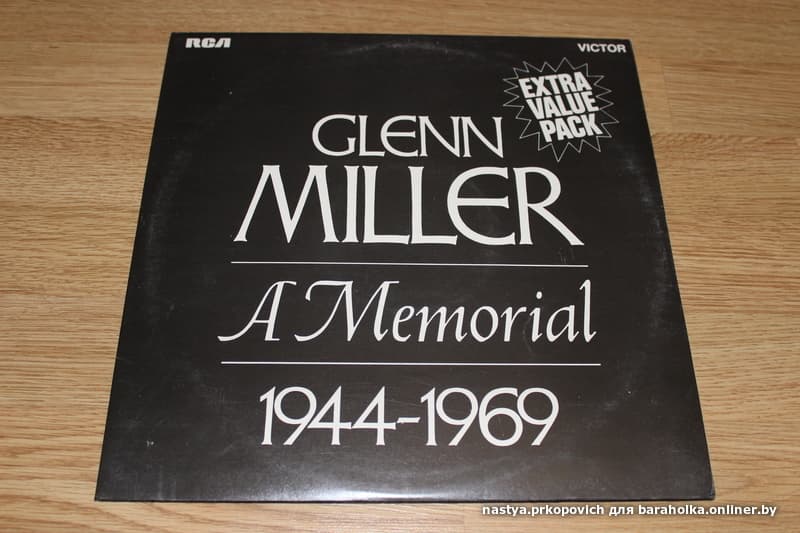 RCA
VICTOR
EXTRA
VALUE
PACK
GLENN
MILLER
A Memorial
1944-1969
nastya.prkopovich для baraholka.onliner.by